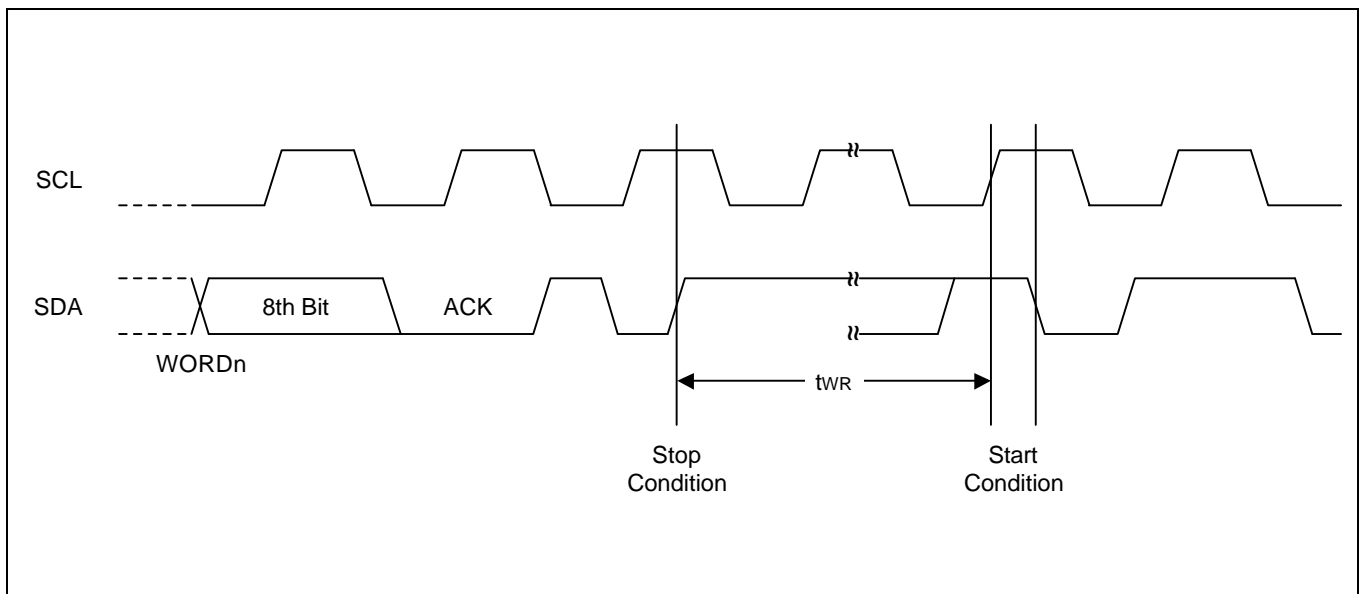 SCL
SDA
8th Bit
ACK
WORDn
tWR
Stop
Condition
Start
Condition